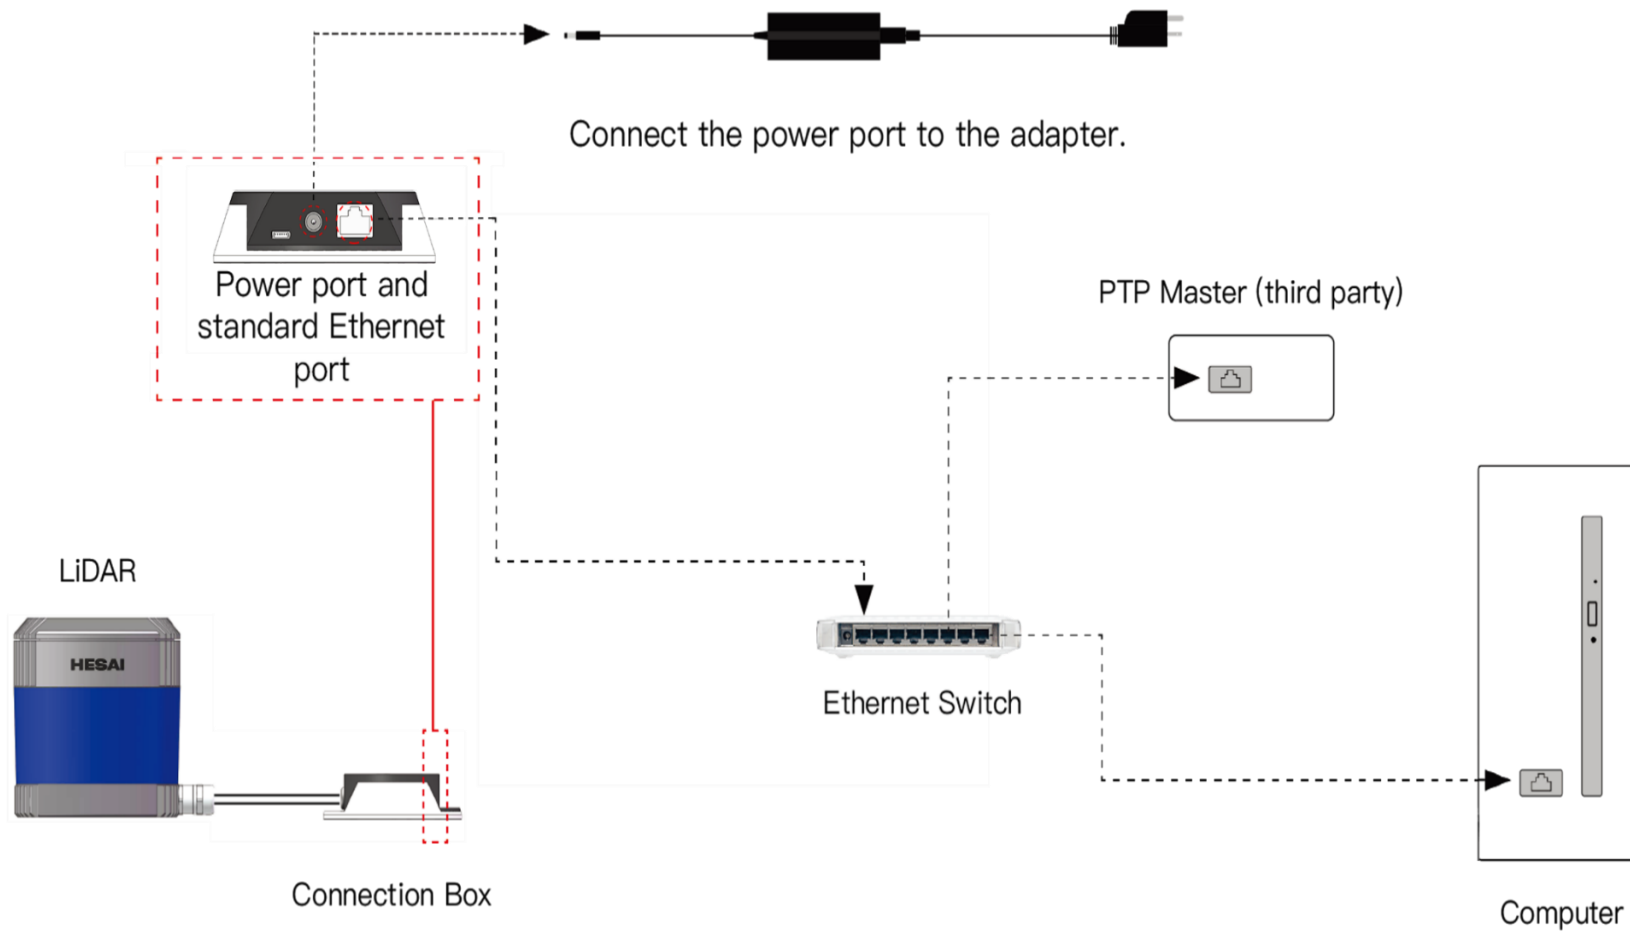 Connect the power port to the adapter.
Power port and
standard Ethernet
port
PTP Master (third party)
LiDAR
HESAI
Ethernet Switch
Connection Box
Computer